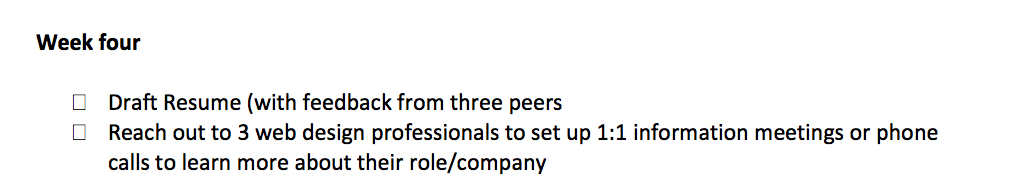 Week four
☐ Draft Resume (with feedback from three peers
☐ Reach out to 3 web design professionals to set up 1:1 information meetings or phone
calls to learn more about their role/company